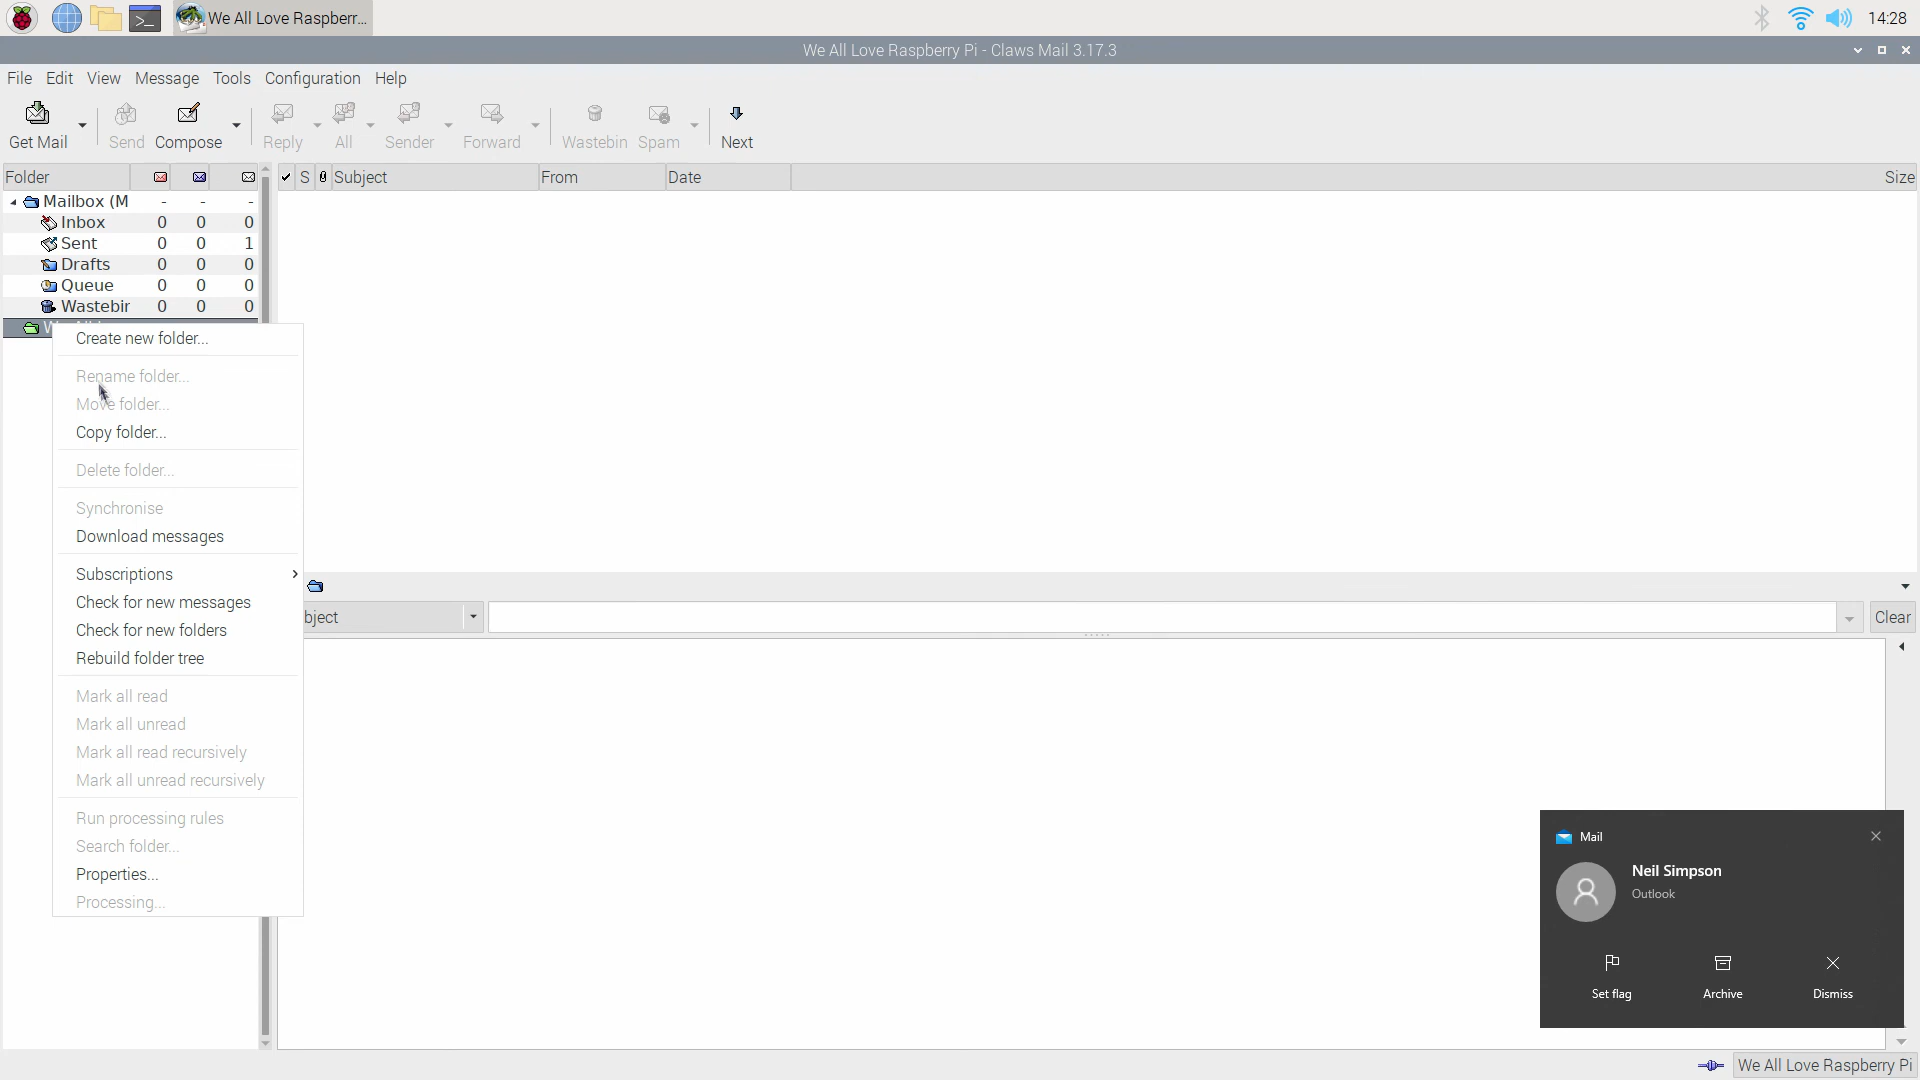 We All Love Raspberr...
14:28
We All Love Raspberry Pi - Claws Mail 3.17.3
File Edit View Message Tools Configuration Help
Get Mail Send Compose Reply All Sender Forward Wastebin Spam Next
Folder
S Subject From Date Size
Mailbox (M - - -
Inbox 0 0 0
Sent 0 0 1
Drafts 0 0 0
Queue 0 0 0
Wastebin 0 0 0
Create new folder...
Rename folder...
Move folder...
Copy folder...
Delete folder...
Synchronise
Download messages
Subscriptions
Check for new messages
Check for new folders
Rebuild folder tree
Mark all read
Mark all unread
Mark all read recursively
Mark all unread recursively
Run processing rules
Search folder...
Properties...
Processing...
bject
Clear
Mail
Neil Simpson
Outlook
Set flag Archive Dismiss
We All Love Raspberry Pi